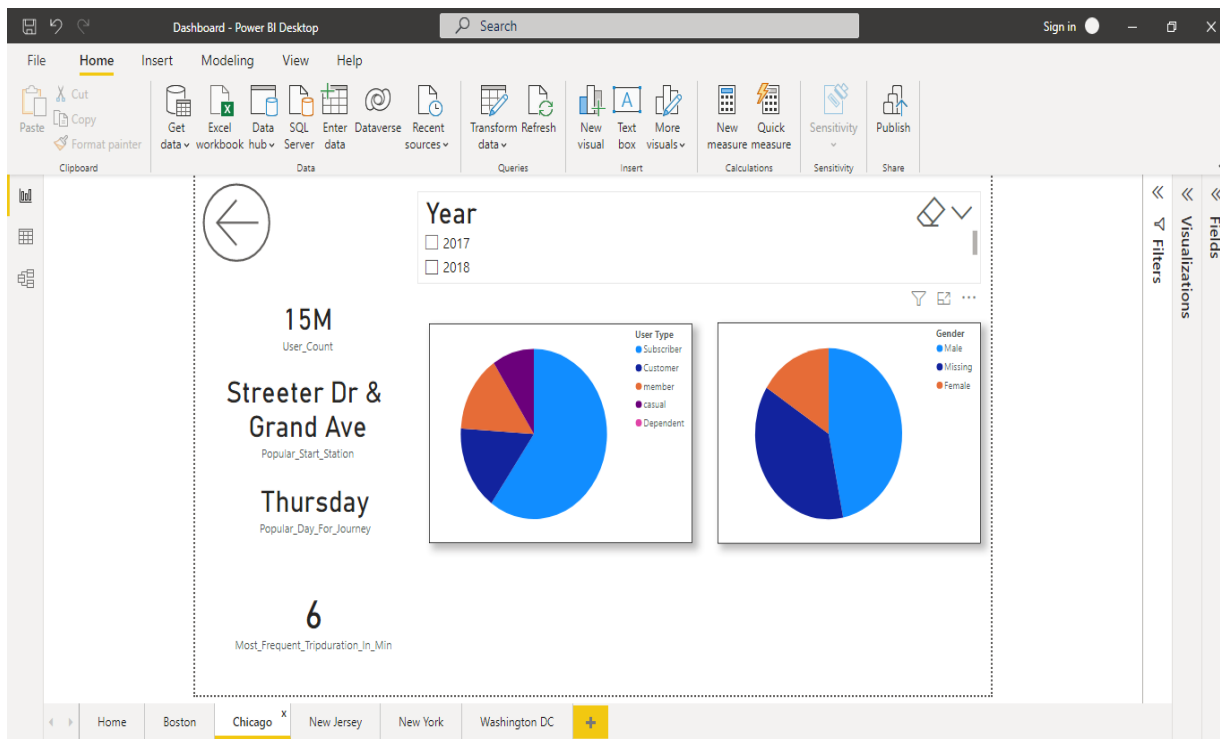 Dashboard - Power BI Desktop
Search
Sign in
File Home Insert Modeling View Help
Paste
Cut
Copy
Format painter
Get data
Excel workbook
Data hub
SQL Server
Enter data
Dataverse
Recent sources
Transform data
Refresh
New visual
Text box
More visuals
New measure
Quick measure
Sensitivity
Publish
Clipboard
Data
Queries
Insert
Calculations
Sensitivity
Share
Year
2017
2018
15M
User_Count
Streeter Dr &
Grand Ave
Popular_Start_Station
Thursday
Popular_Day_For_Journey
6
Most_Frequent_Tripduration_In_Min
User Type
Subscriber
Customer
member
casual
Dependent
Gender
Male
Missing
Female
Filters
Visualizations
Fields
Home Boston Chicago x New Jersey New York Washington DC +